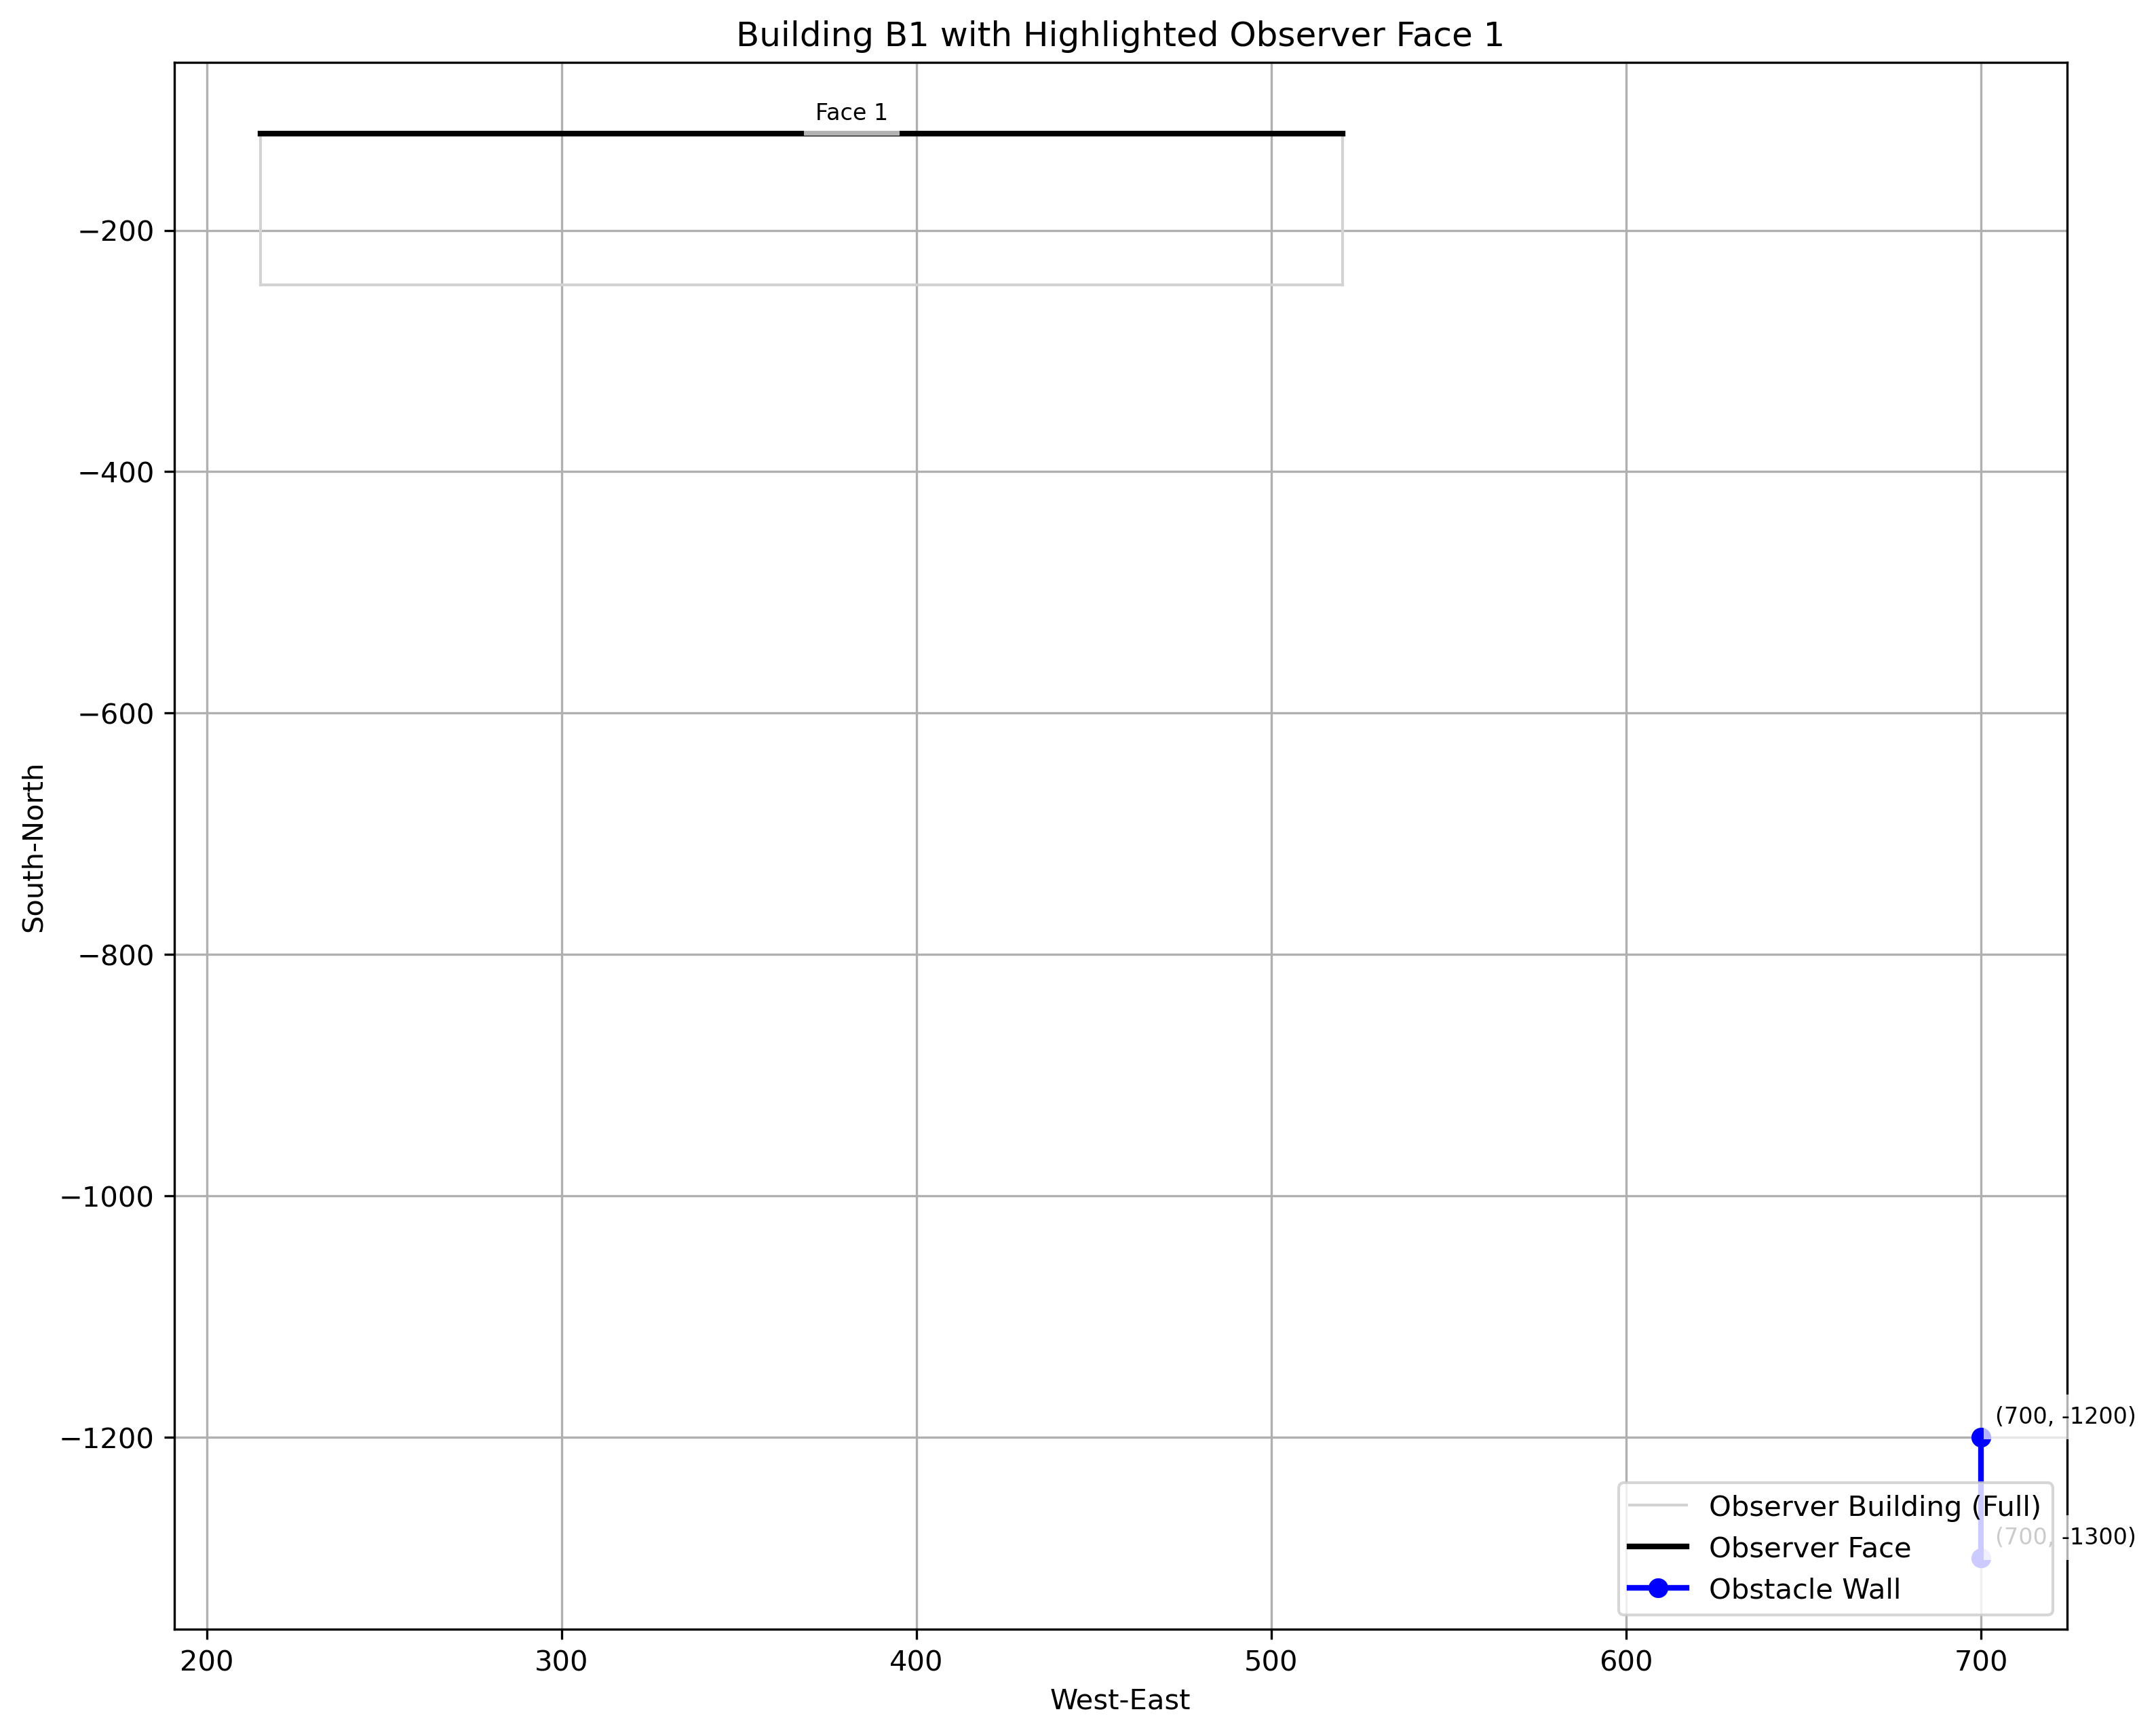 Building B1 with Highlighted Observer Face 1
Face 1
−200
−400
−600
−800
−1000
−1200
South-North
(700, -1200)
(700, -1300)
Observer Building (Full)
Observer Face
Obstacle Wall
200
300
400
500
600
700
West-East